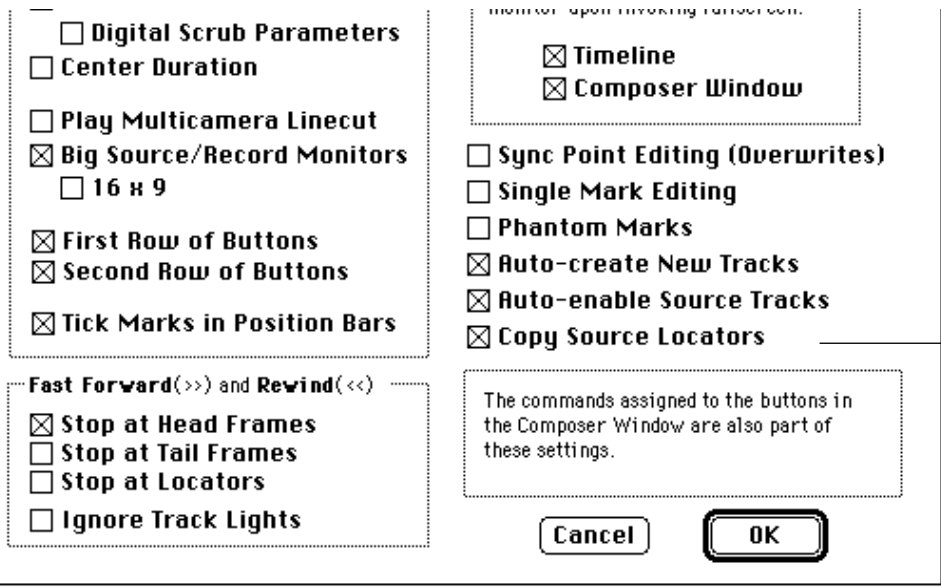 Digital Scrub Parameters
Center Duration
Play Multicamera Linecut
Big Source/Record Monitors
16 x 9
First Row of Buttons
Second Row of Buttons
Tick Marks in Position Bars
Fast Forward(>>) and Rewind(<<)
Stop at Head Frames
Stop at Tail Frames
Stop at Locators
Ignore Track Lights
monitor upon invoking fullscreen.
Timeline
Composer Window
Sync Point Editing (Overwrites)
Single Mark Editing
Phantom Marks
Auto-create New Tracks
Auto-enable Source Tracks
Copy Source Locators
The commands assigned to the buttons in
the Composer Window are also part of
these settings.
Cancel
OK